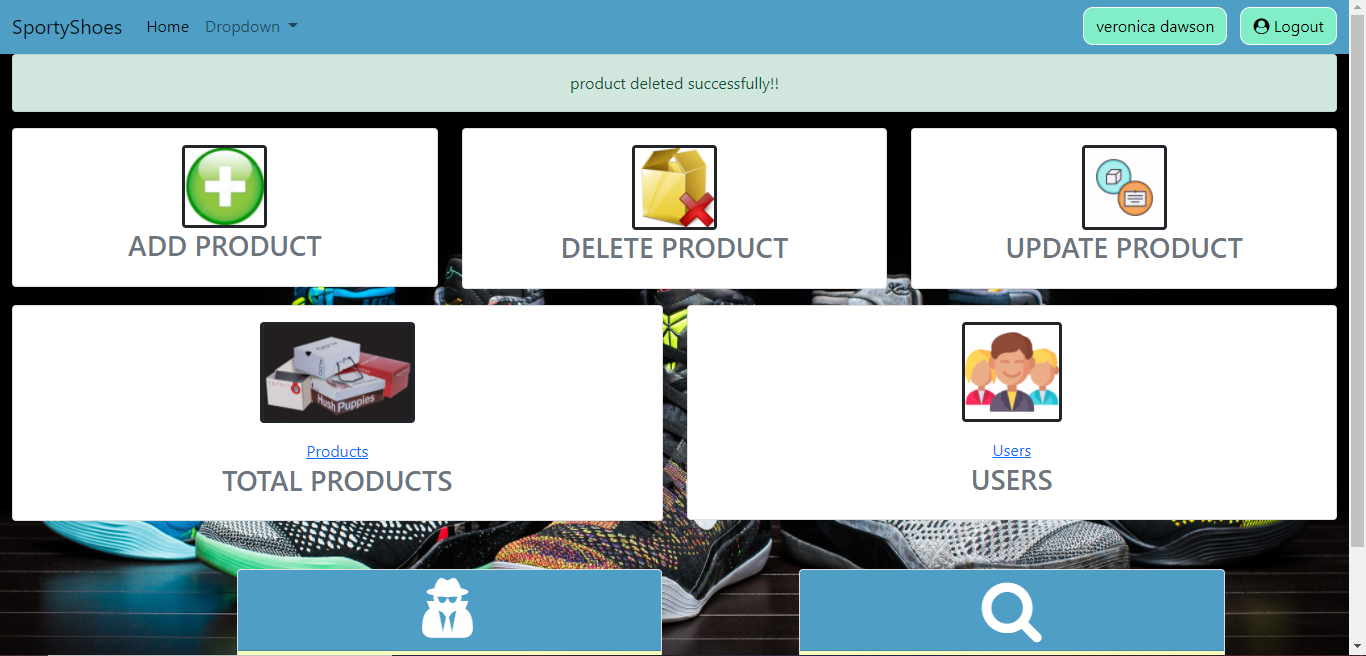 SportyShoes Home Dropdown veronica dawson Logout
product deleted successfully!!
ADD PRODUCT
DELETE PRODUCT
UPDATE PRODUCT
Hush Puppies
Products
TOTAL PRODUCTS
Users
USERS